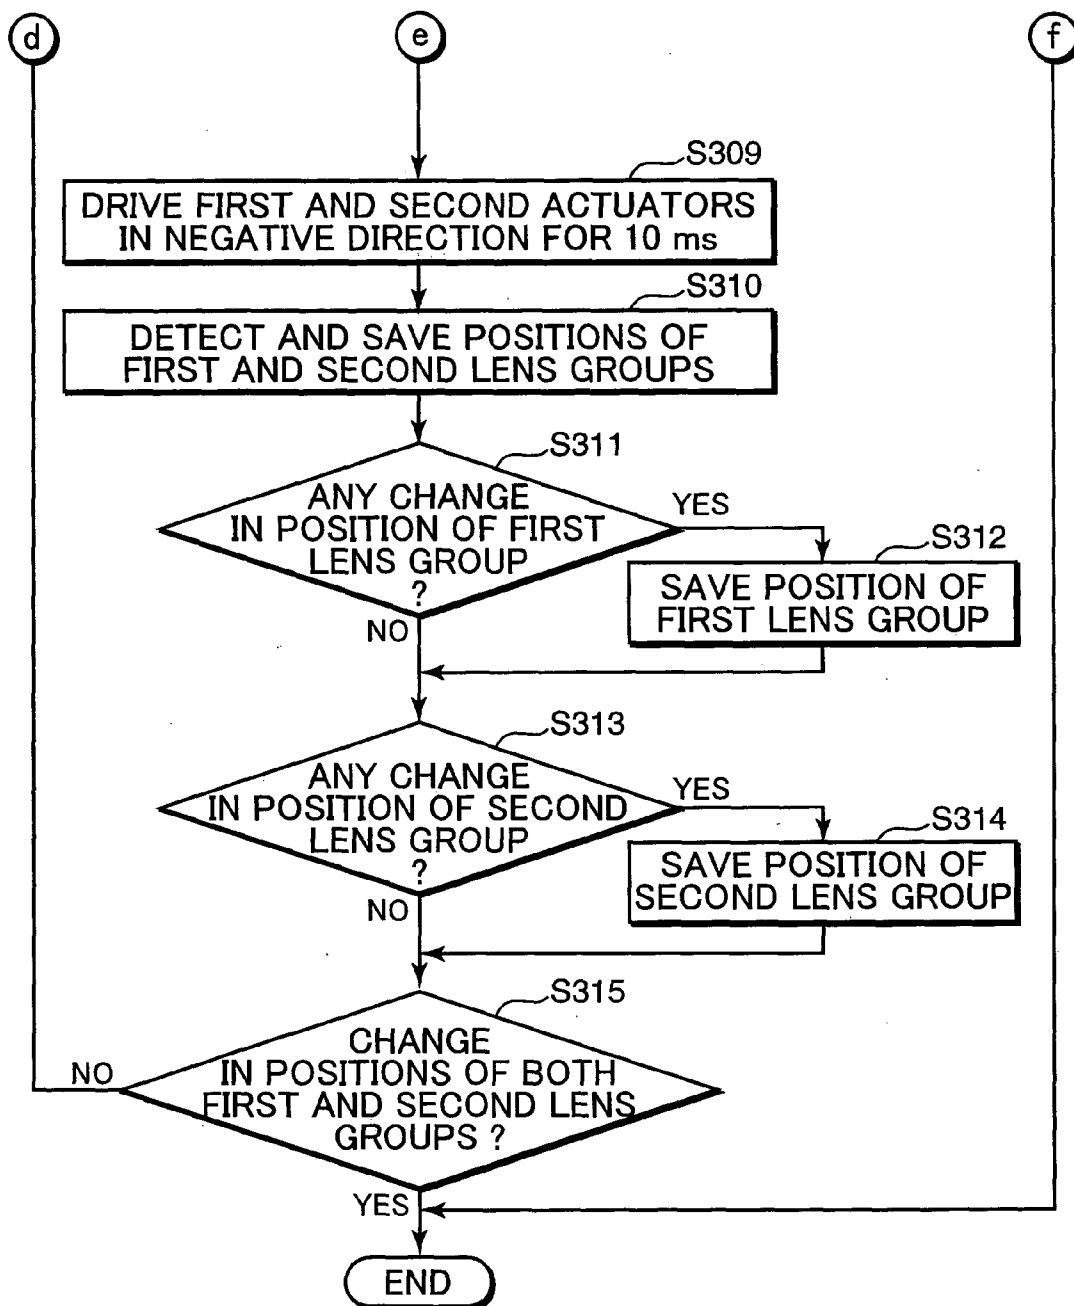 d
e
f
S309
DRIVE FIRST AND SECOND ACTUATORS
IN NEGATIVE DIRECTION FOR 10 ms
S310
DETECT AND SAVE POSITIONS OF
FIRST AND SECOND LENS GROUPS
S311
ANY CHANGE
IN POSITION OF FIRST
LENS GROUP
?
YES
NO
S312
SAVE POSITION OF
FIRST LENS GROUP
S313
ANY CHANGE
IN POSITION OF SECOND
LENS GROUP
?
YES
NO
S314
SAVE POSITION OF
SECOND LENS GROUP
S315
CHANGE
IN POSITIONS OF BOTH
FIRST AND SECOND LENS
GROUPS ?
NO
YES
END